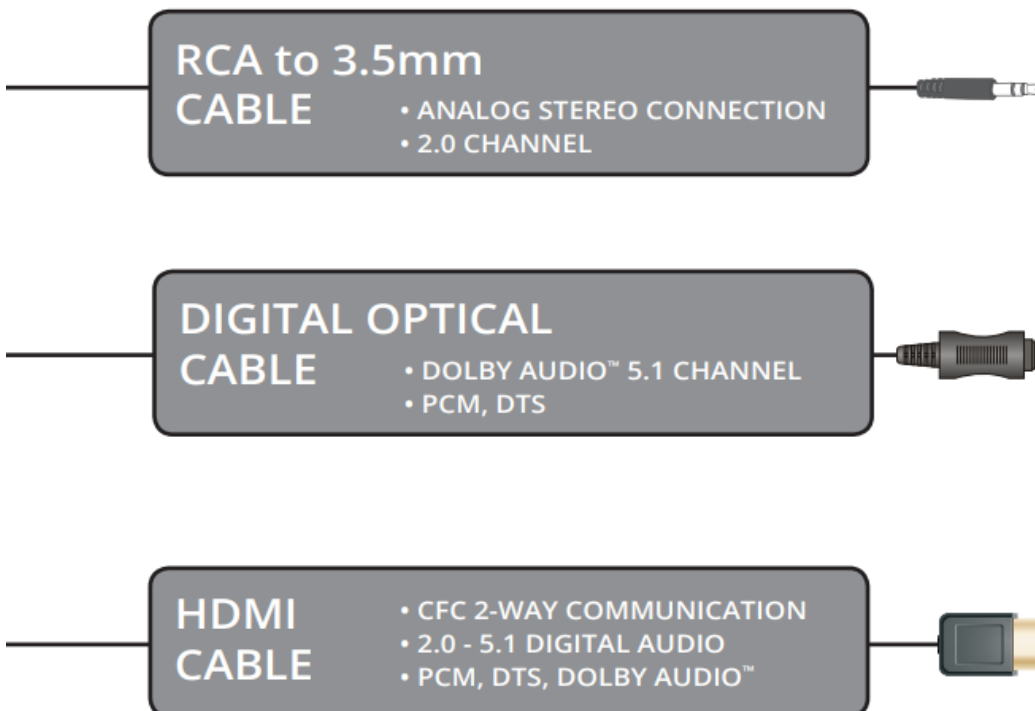 RCA to 3.5mm
CABLE
• ANALOG STEREO CONNECTION
• 2.0 CHANNEL
DIGITAL OPTICAL
CABLE
• DOLBY AUDIO™ 5.1 CHANNEL
• PCM, DTS
HDMI
CABLE
• CFC 2-WAY COMMUNICATION
• 2.0 - 5.1 DIGITAL AUDIO
• PCM, DTS, DOLBY AUDIO™